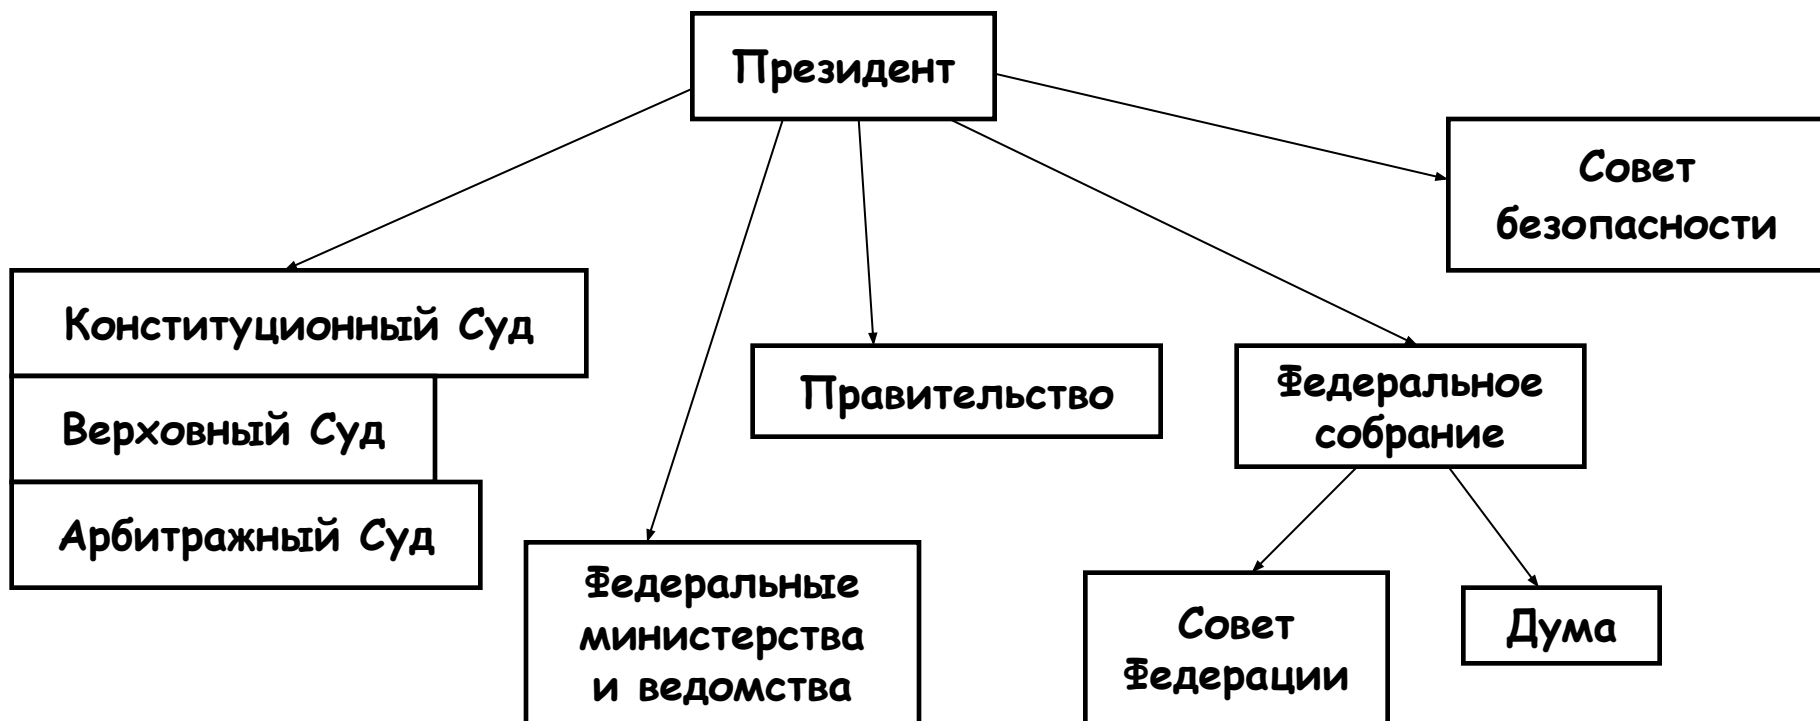 Президент
Совет
безопасности
Конституционный Суд
Верховный Суд
Арбитражный Суд
Правительство
Федеральное
собрание
Федеральные
министерства
и ведомства
Совет
Федерации
Дума